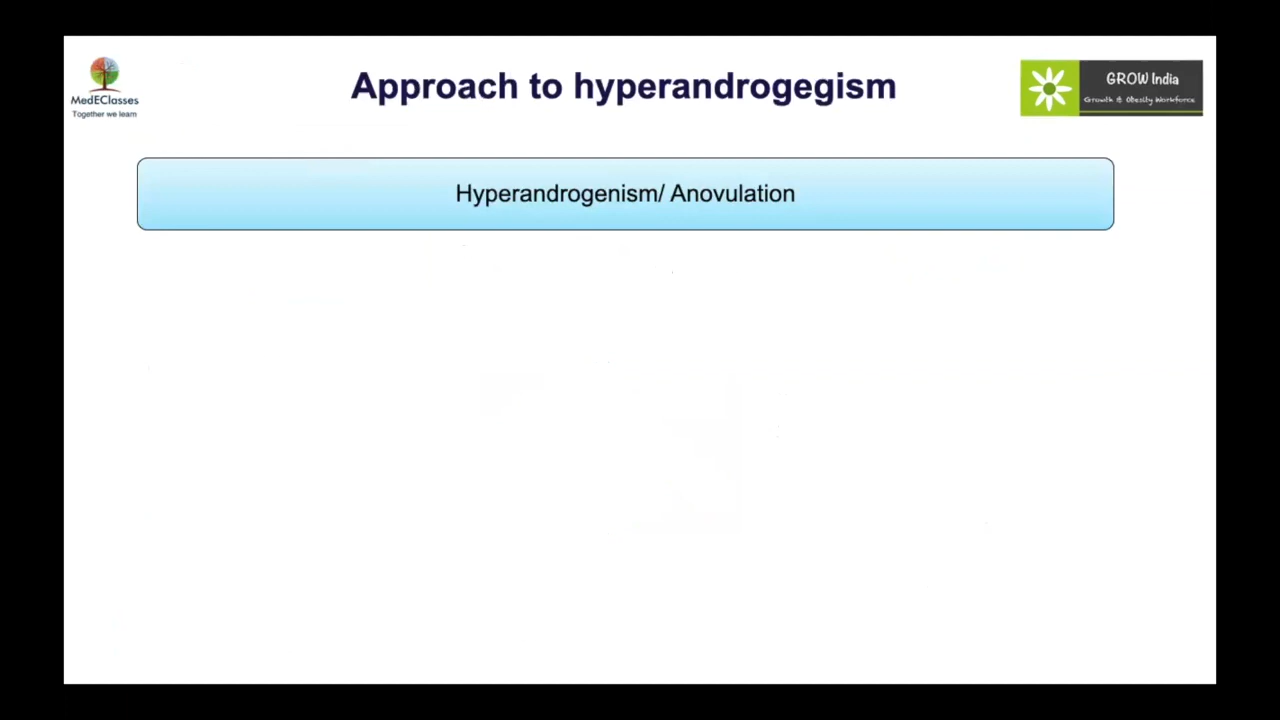 Approach to hyperandrogegism
MedEClasses
Together we learn
GROW India
Growth & Obesity Workforce
Hyperandrogenism/ Anovulation